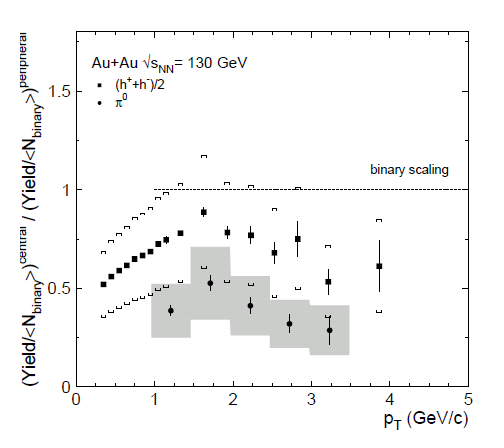 (Yield/<N_binary>)^central / (Yield/<N_binary>)^peripheral
1.5
1
0.5
0
Au+Au √s_NN= 130 GeV
(h^+ +h^-)/2
π^0
binary scaling
0 1 2 3 4 5
p_T (GeV/c)